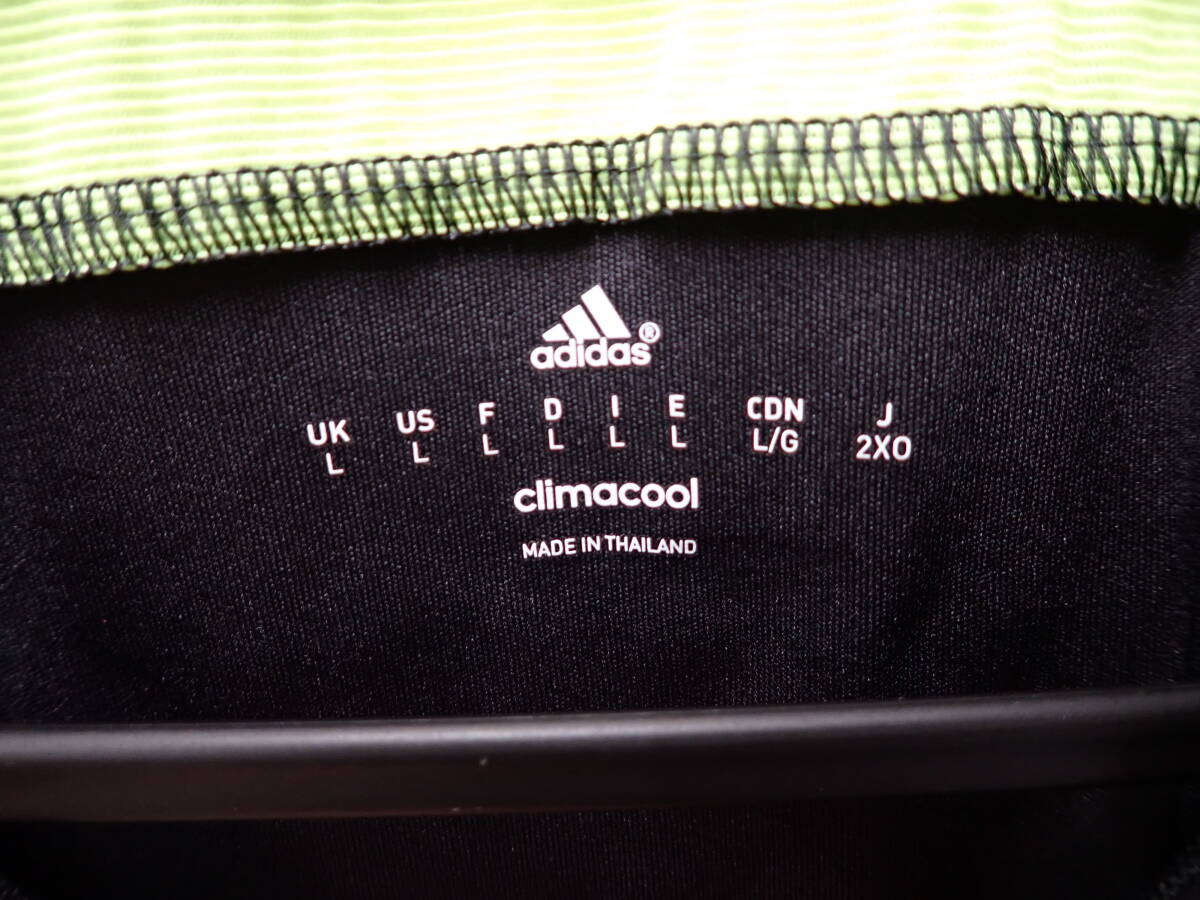 adidas®
UK US F D I E CDN J
L L L L L L L/G 2XO
climacool
MADE IN THAILAND